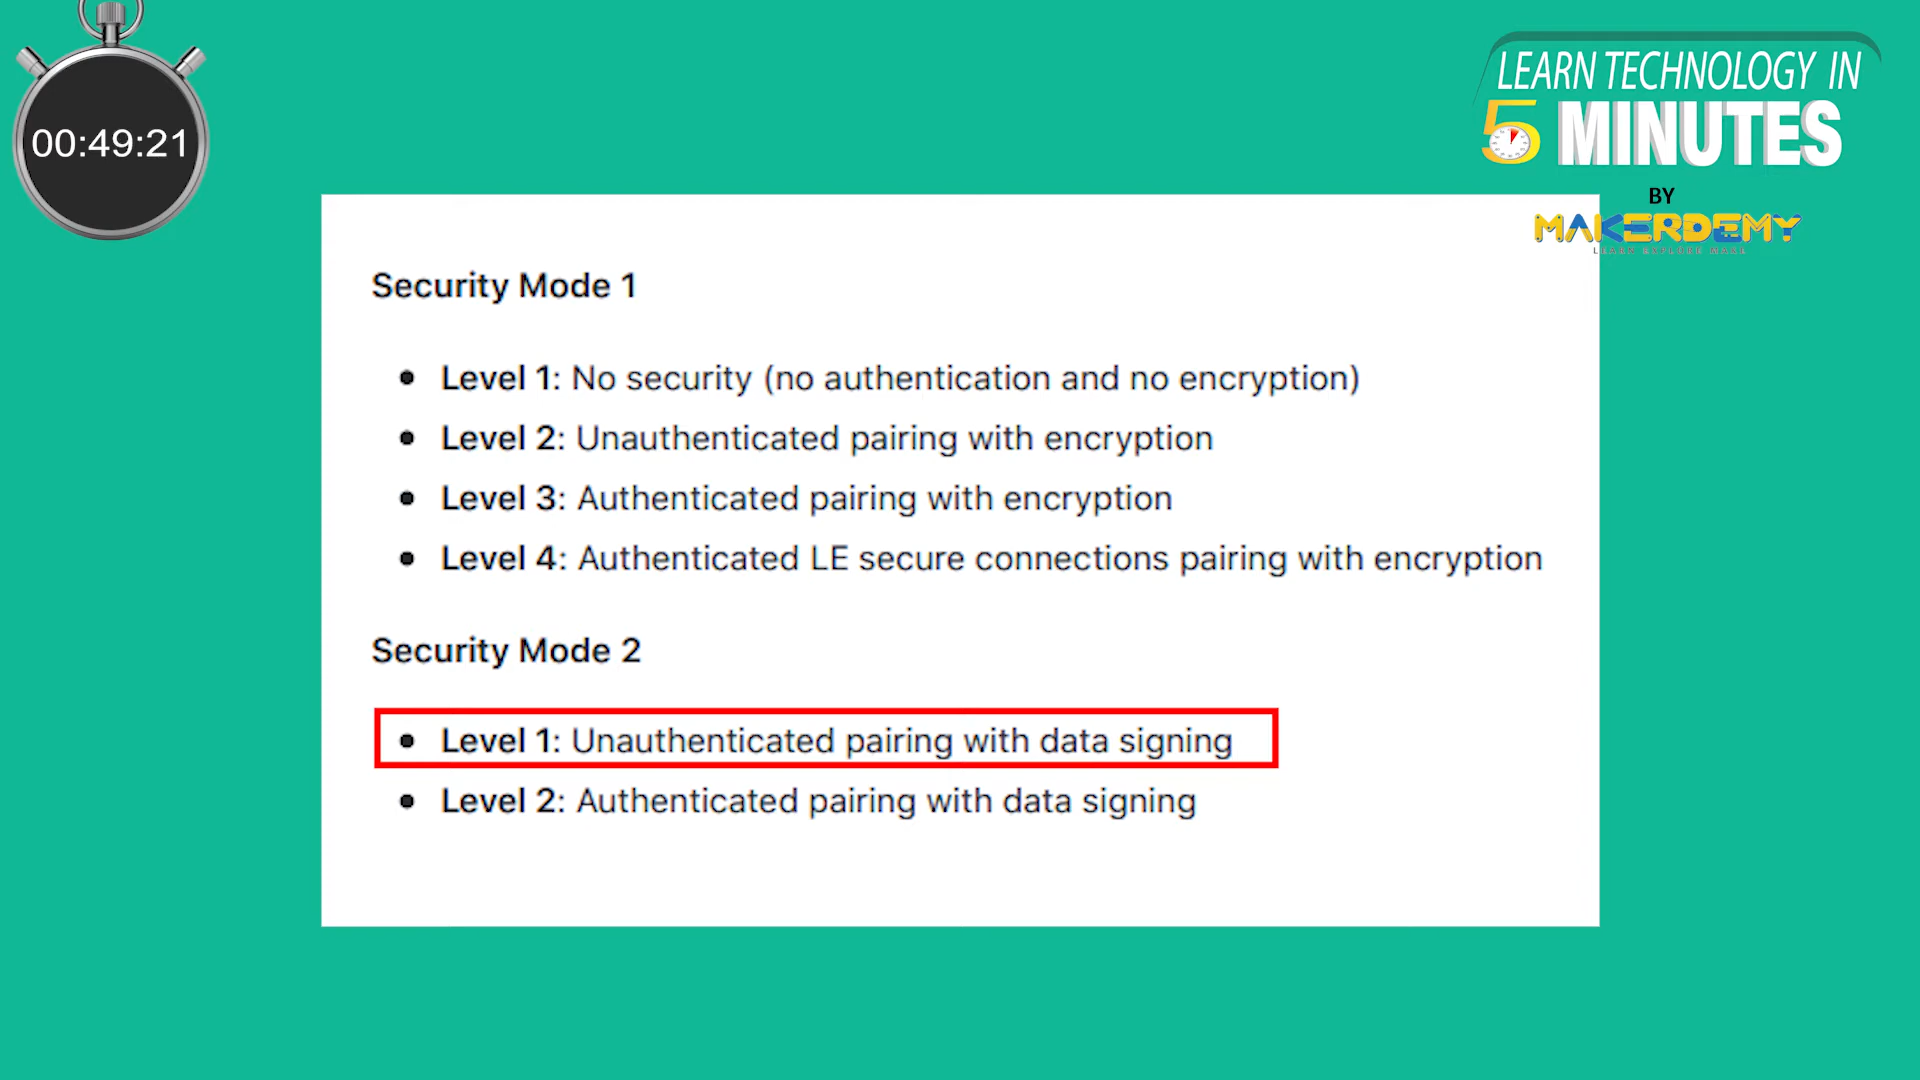 00:49:21
LEARN TECHNOLOGY IN
5 MINUTES
BY
MAKERDEMY
LEARN EXPLORE MAKE
Security Mode 1
• Level 1: No security (no authentication and no encryption)
• Level 2: Unauthenticated pairing with encryption
• Level 3: Authenticated pairing with encryption
• Level 4: Authenticated LE secure connections pairing with encryption
Security Mode 2
• Level 1: Unauthenticated pairing with data signing
• Level 2: Authenticated pairing with data signing